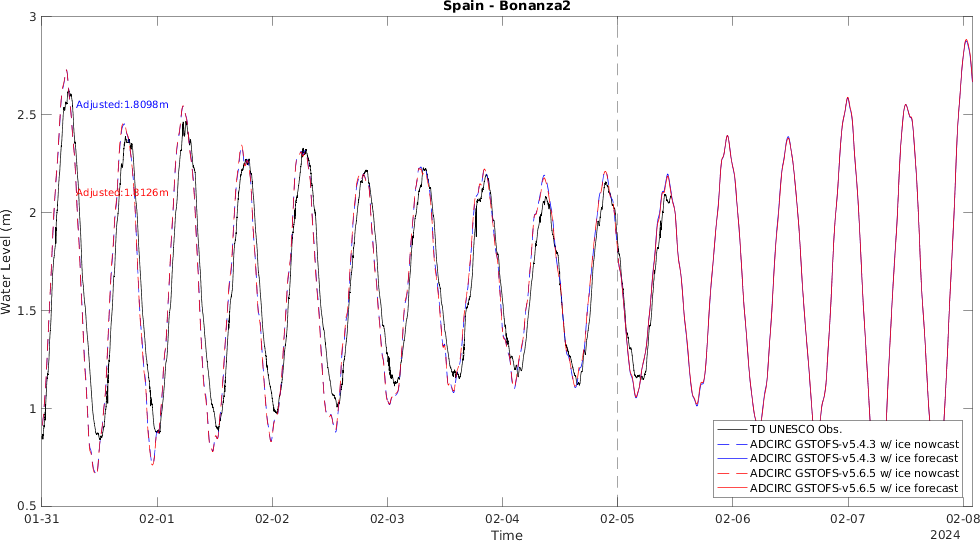 Spain - Bonanza2
3
2.5
2
1.5
1
0.5
Water Level (m)
Adjusted:1.8098m
Adjusted:1.8126m
TD UNESCO Obs.
ADCIRC GSTOFS-v5.4.3 w/ ice nowcast
ADCIRC GSTOFS-v5.4.3 w/ ice forecast
ADCIRC GSTOFS-v5.6.5 w/ ice nowcast
ADCIRC GSTOFS-v5.6.5 w/ ice forecast
01-31 02-01 02-02 02-03 02-04 02-05 02-06 02-07 02-08
Time
2024